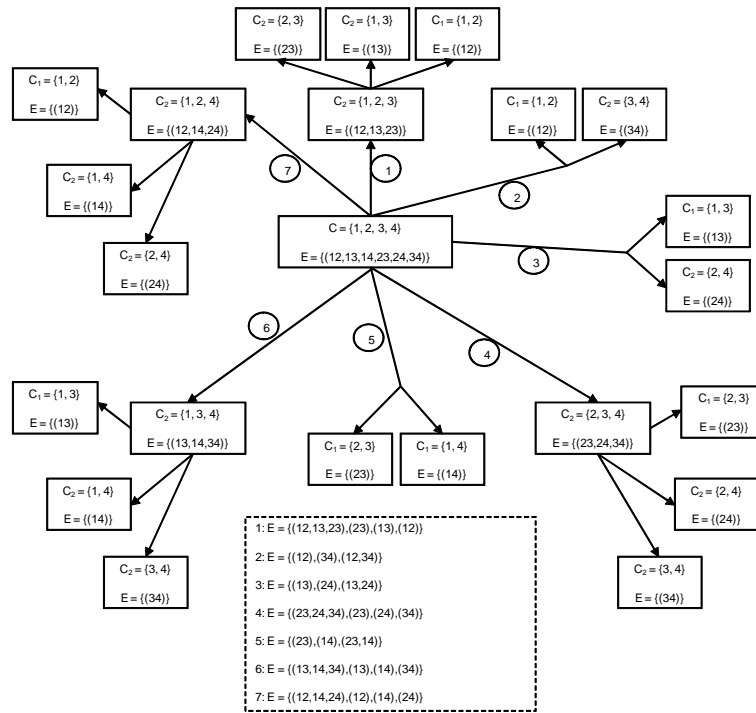 C2 = {2, 3}
E = {(23)}
C2 = {1, 3}
E = {(13)}
C1 = {1, 2}
E = {(12)}
C1 = {1, 2}
E = {(12)}
C2 = {1, 2, 4}
E = {(12,14,24)}
C2 = {1, 2, 3}
E = {(12,13,23)}
C1 = {1, 2}
E = {(12)}
C2 = {3, 4}
E = {(34)}
7
1
2
C2 = {1, 4}
E = {(14)}
C2 = {2, 4}
E = {(24)}
C = {1, 2, 3, 4}
E = {(12,13,14,23,24,34)}
3
C1 = {1, 3}
E = {(13)}
C2 = {2, 4}
E = {(24)}
6
5
4
C1 = {1, 3}
E = {(13)}
C2 = {1, 3, 4}
E = {(13,14,34)}
C2 = {1, 4}
E = {(14)}
C2 = {3, 4}
E = {(34)}
C1 = {2, 3}
E = {(23)}
C1 = {1, 4}
E = {(14)}
C2 = {2, 3, 4}
E = {(23,24,34)}
C1 = {2, 3}
E = {(23)}
C2 = {2, 4}
E = {(24)}
C2 = {3, 4}
E = {(34)}
1: E = {(12,13,23),(23),(13),(12)}
2: E = {(12),(34),(12,34)}
3: E = {(13),(24),(13,24)}
4: E = {(23,24,34),(23),(24),(34)}
5: E = {(23),(14),(23,14)}
6: E = {(13,14,34),(13),(14),(34)}
7: E = {(12,14,24),(12),(14),(24)}